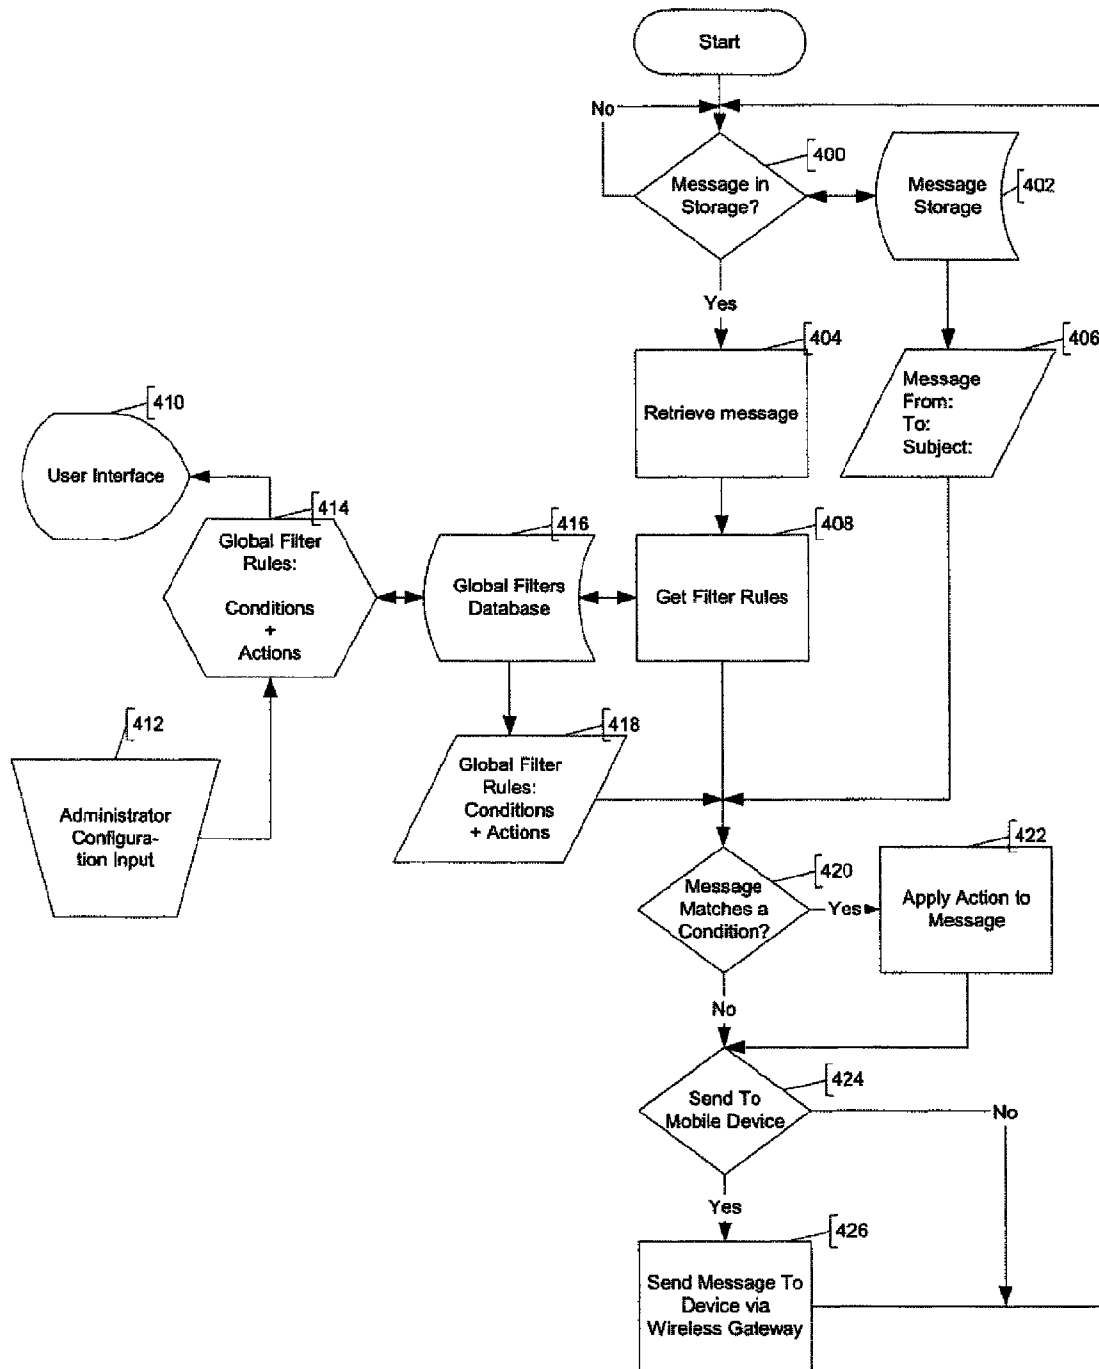 Start
No
400
Message in
Storage?
Message
Storage
402
Yes
404
406
Retrieve message
Message
From:
To:
Subject:
410
User Interface
414
Global Filter
Rules:
Conditions
+
Actions
416
Global Filters
Database
408
Get Filter Rules
412
Administrator
Configura-
tion Input
418
Global Filter
Rules:
Conditions
+ Actions
420
Message
Matches a
Condition?
Yes
422
Apply Action to
Message
No
424
Send To
Mobile Device
No
Yes
426
Send Message To
Device via
Wireless Gateway